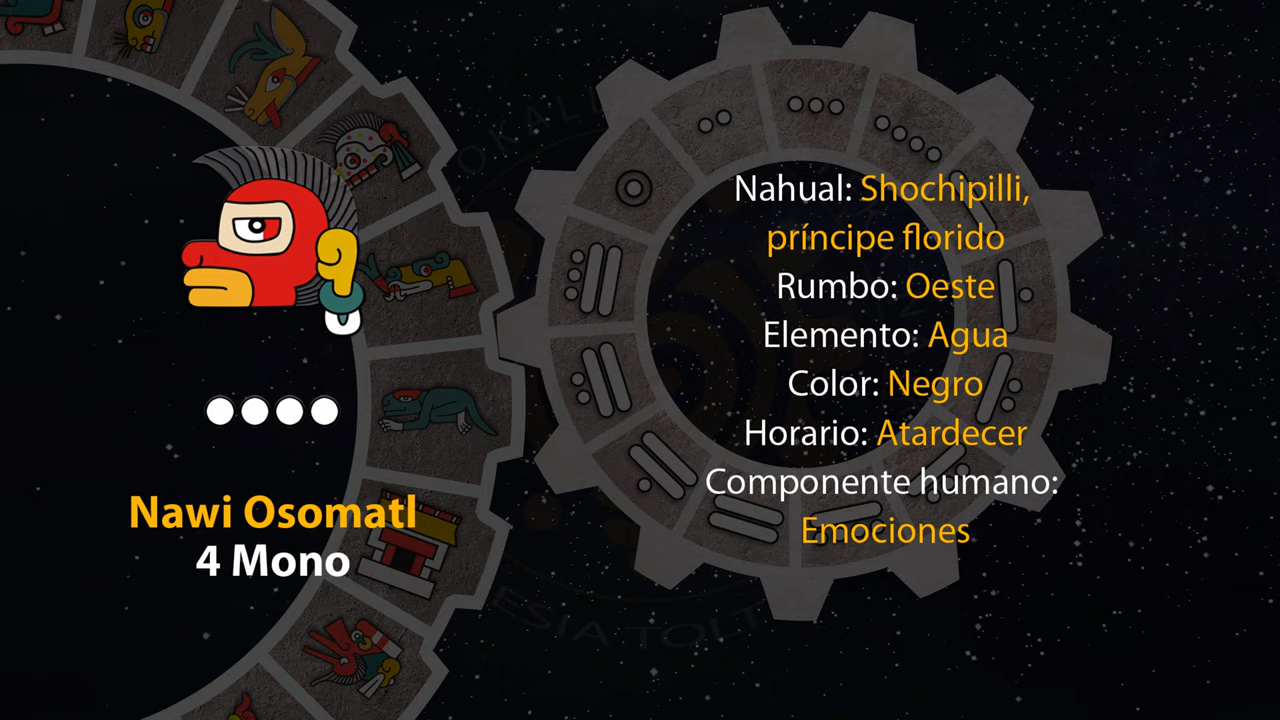 Nawi Osomatl
4 Mono
Nahual: Shochipilli,
príncipe florido
Rumbo: Oeste
Elemento: Agua
Color: Negro
Horario: Atardecer
Componente humano:
Emociones